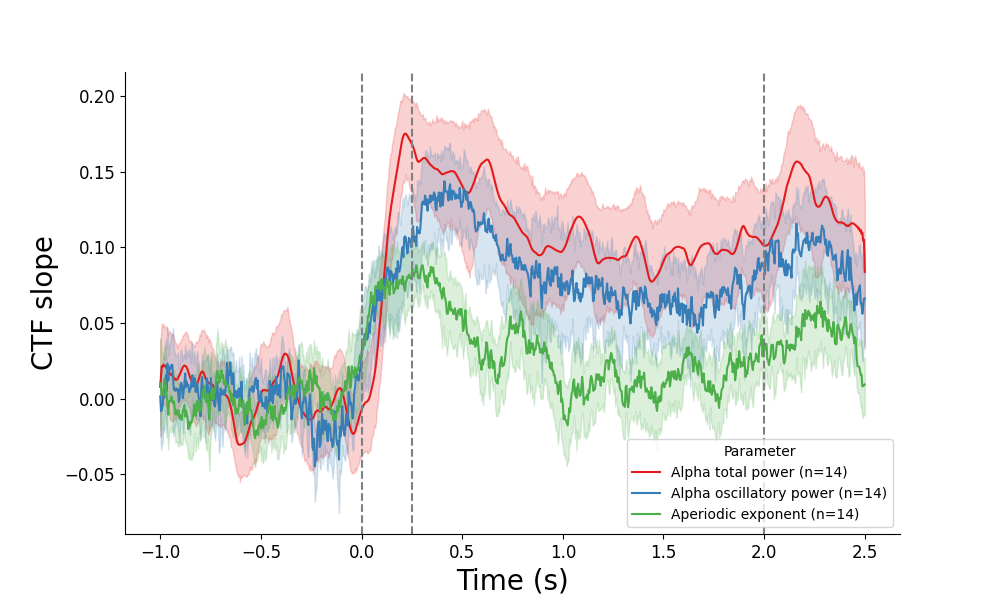 CTF slope
0.20
0.15
0.10
0.05
0.00
−0.05
−1.0
−0.5
0.0
0.5
1.0
1.5
2.0
2.5
Time (s)
Parameter
Alpha total power (n=14)
Alpha oscillatory power (n=14)
Aperiodic exponent (n=14)